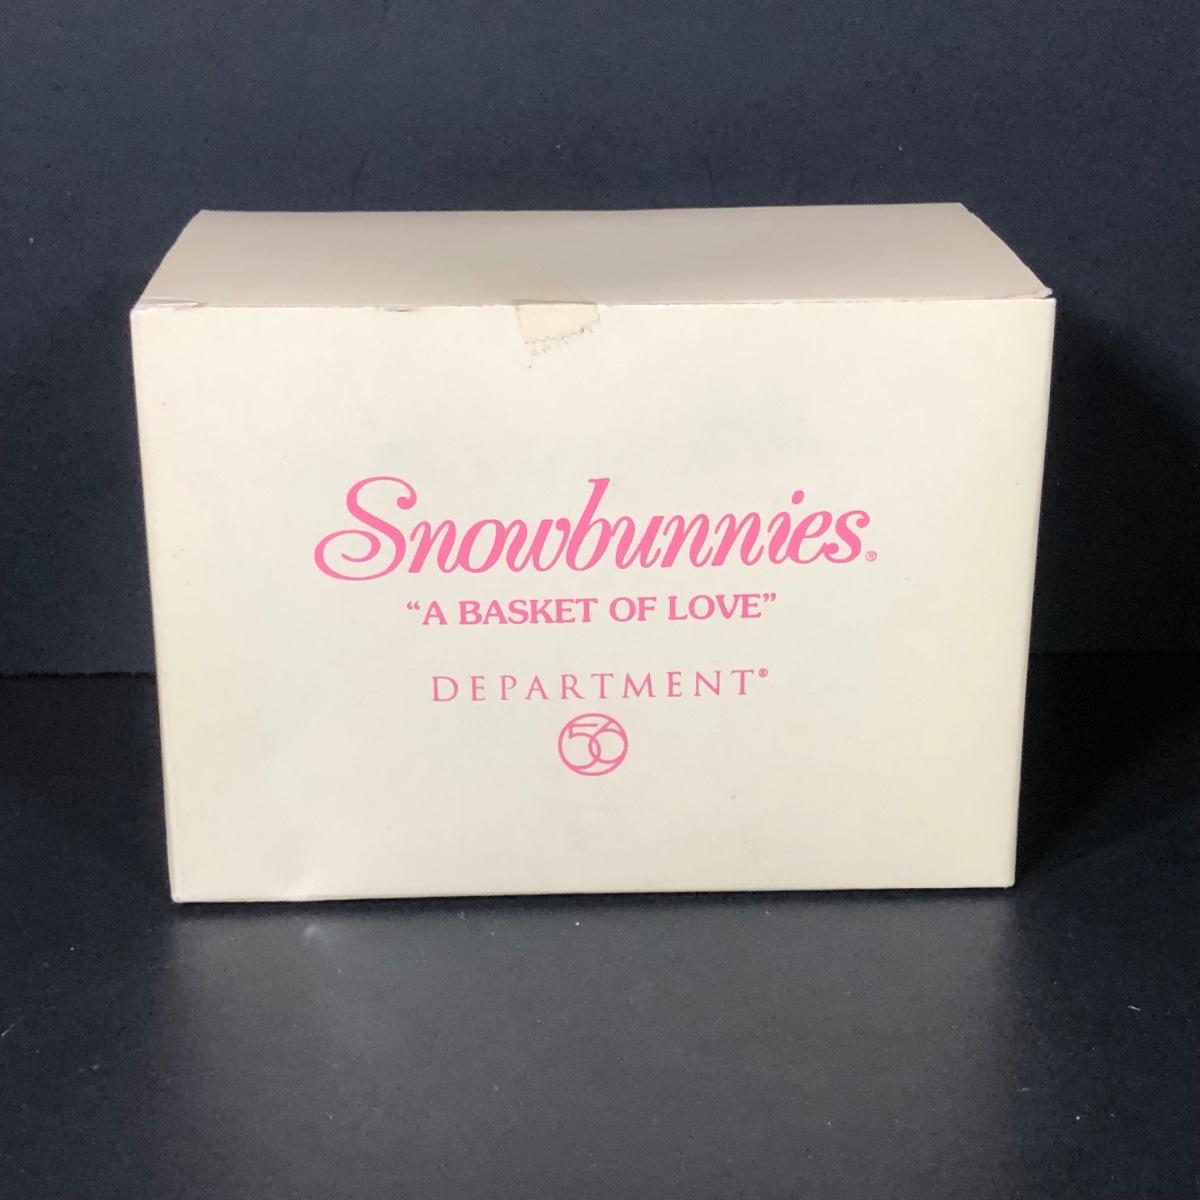 Snowbunnies®
“A BASKET OF LOVE”
DEPARTMENT®
56